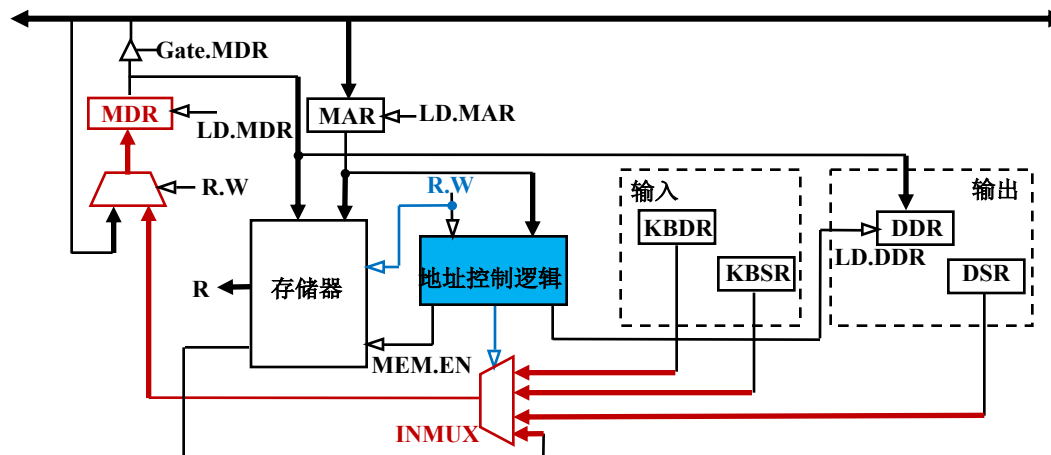 Gate.MDR
MDR
LD.MDR
MAR
LD.MAR
R.W
R.W
输入
输出
KBDR
DDR
LD.DDR
KBSR
DSR
R
存储器
地址控制逻辑
MEM.EN
INMUX